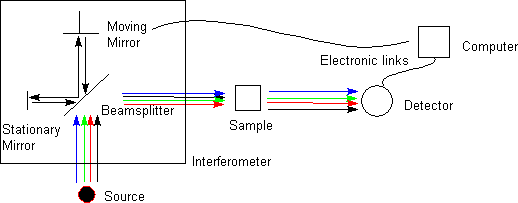 Moving
Mirror
Computer
Electronic links
Beamsplitter
Detector
Stationary
Mirror
Sample
Interferometer
Source